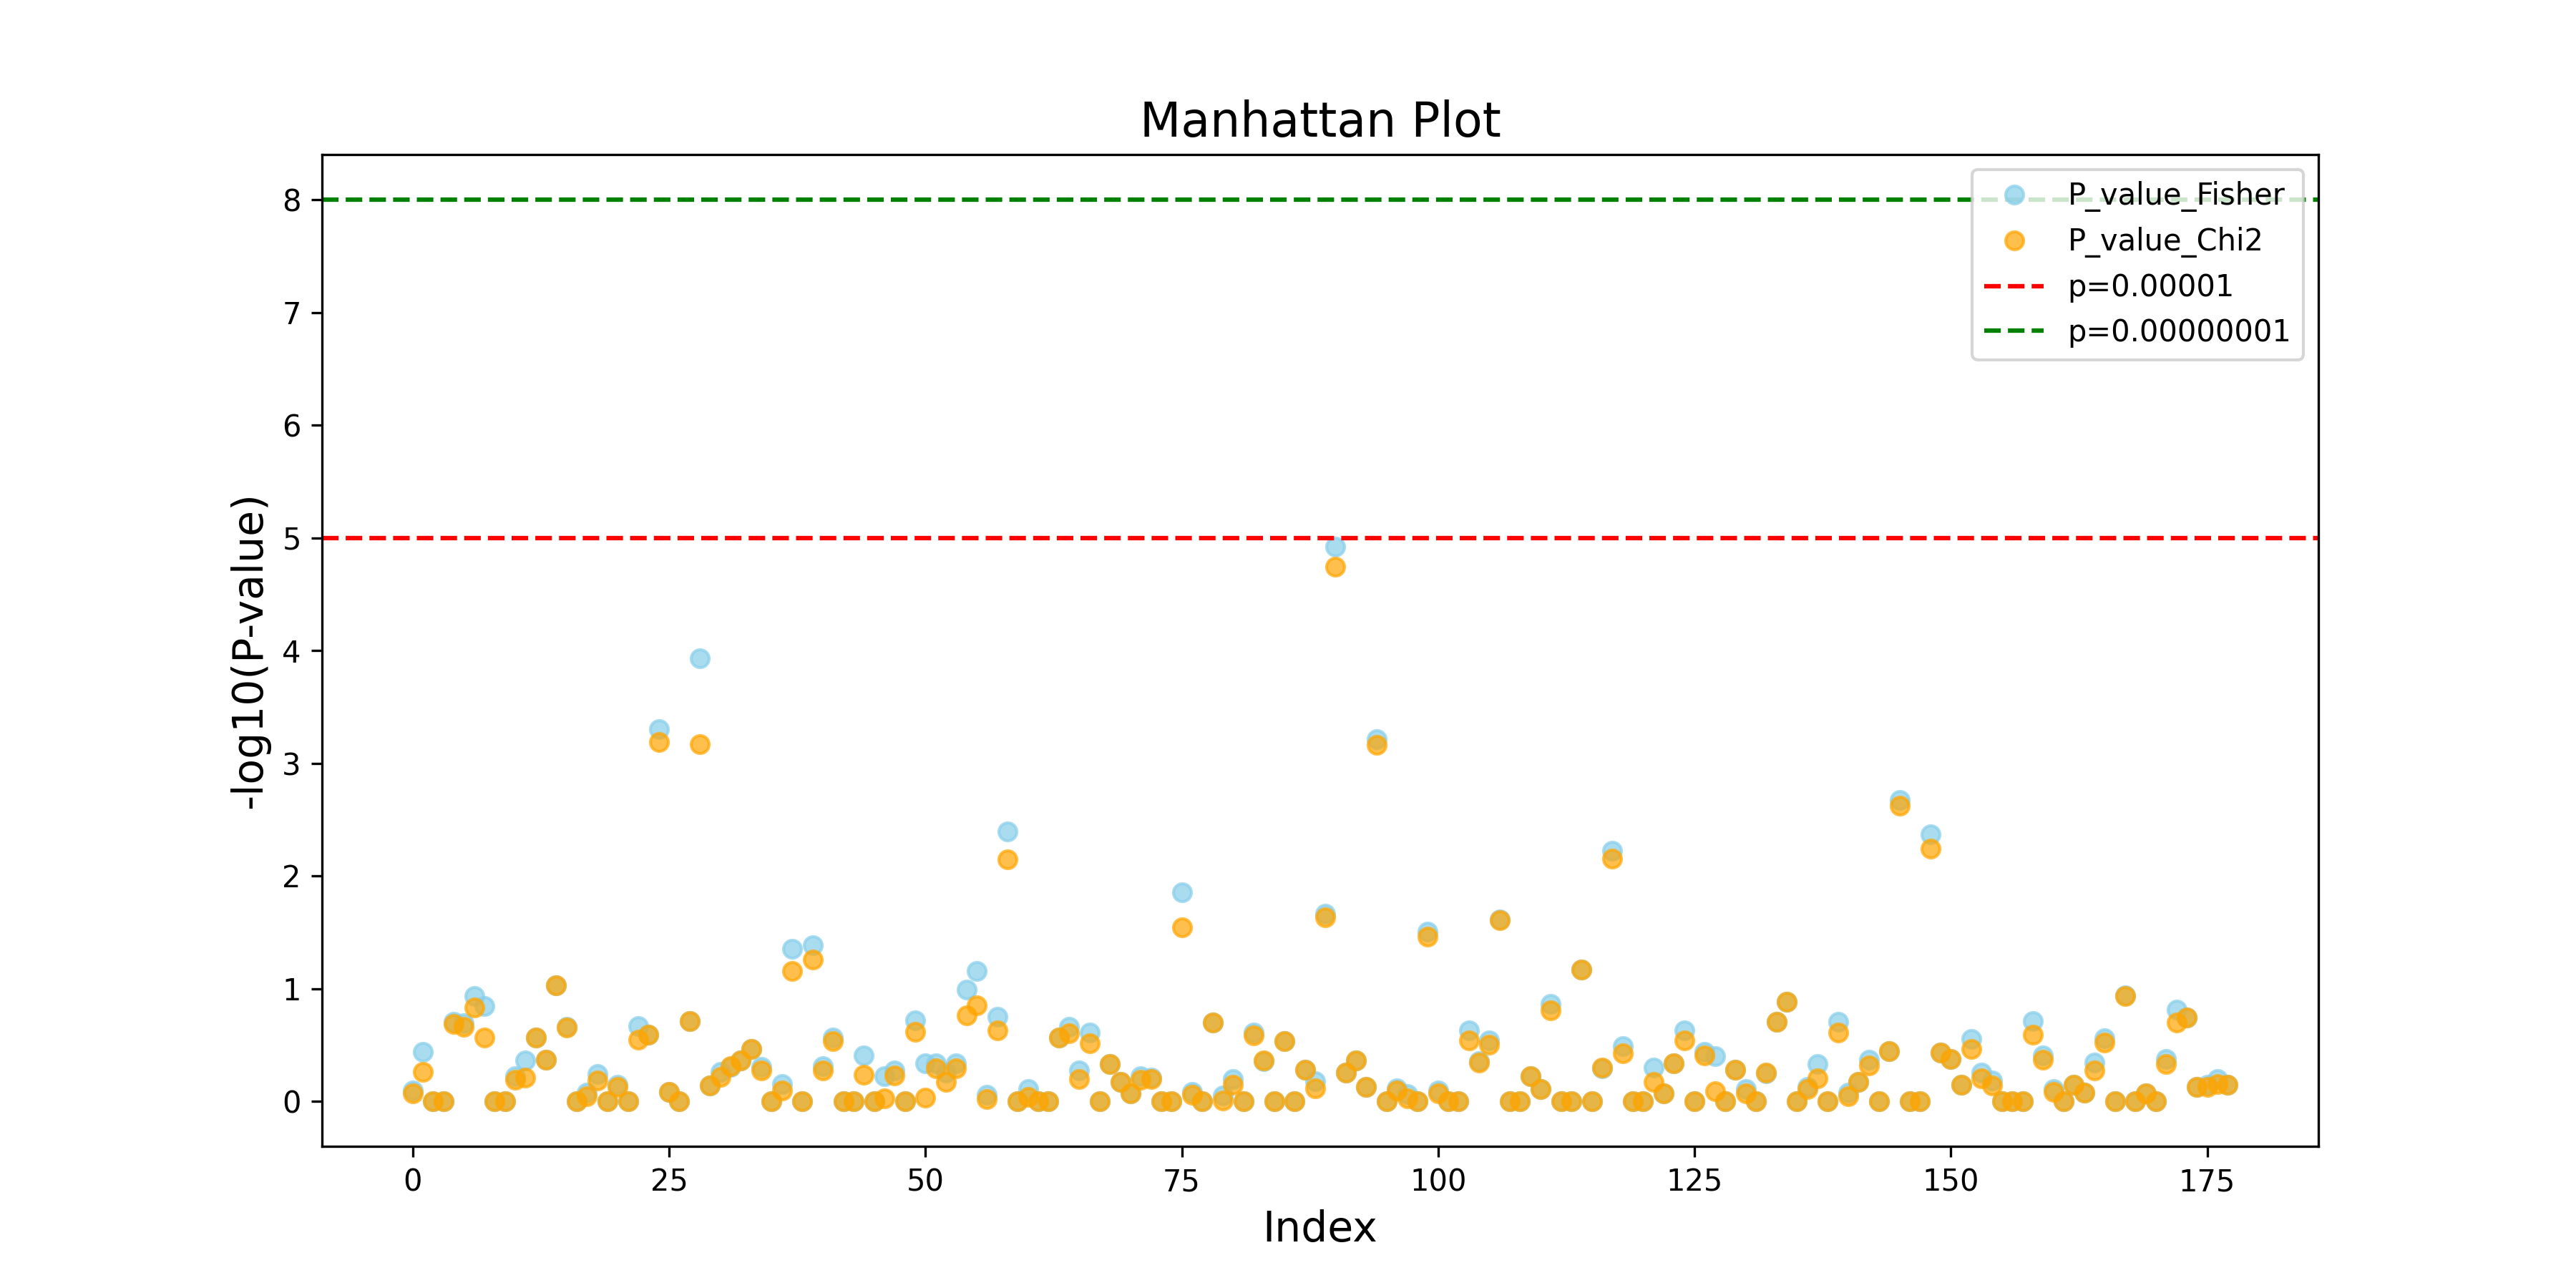 Manhattan Plot
-log10(P-value)
8
7
6
5
4
3
2
1
0
P_value_Fisher
P_value_Chi2
p=0.00001
p=0.00000001
0 25 50 75 100 125 150 175
Index